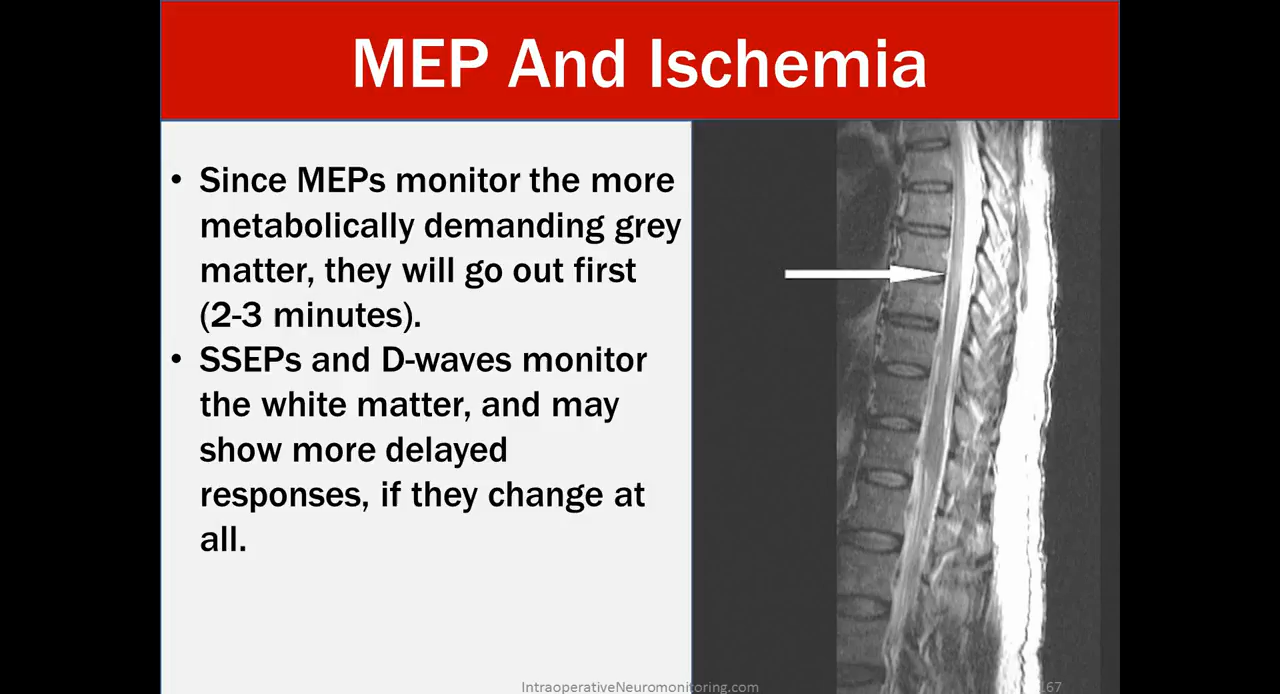 MEP And Ischemia
• Since MEPs monitor the more
metabolically demanding grey
matter, they will go out first
(2-3 minutes).
• SSEPs and D-waves monitor
the white matter, and may
show more delayed
responses, if they change at
all.
IntraoperativeNeuromonitoring.com
67